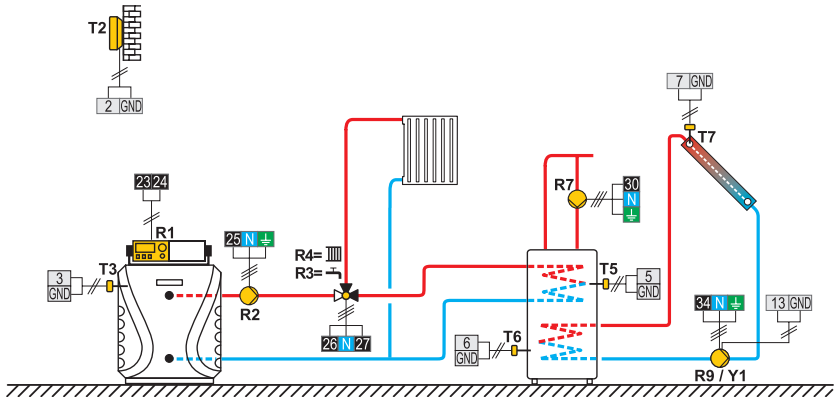 T2
2 GND
7 GND
T7
23 24
R1
R7
30
N
25 N
R4=
R3=
T3
3
GND
T5
5
GND
R2
34 N
13 GND
26 N 27
T6
6
GND
R9 / Y1